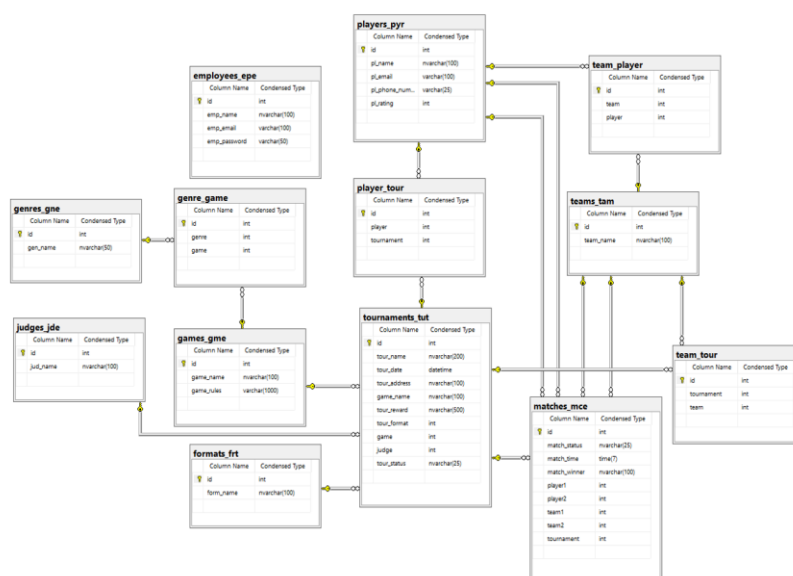 players_pyr
Column Name Condensed Type
id int
pl_name nvarchar(100)
pl_email varchar(100)
pl_phone_num... varchar(25)
pl_rating int
employees_epe
Column Name Condensed Type
id int
emp_name nvarchar(100)
emp_email varchar(100)
emp_password varchar(50)
team_player
Column Name Condensed Type
id int
team int
player int
genres_gne
Column Name Condensed Type
id int
gen_name nvarchar(50)
genre_game
Column Name Condensed Type
id int
genre int
game int
player_tour
Column Name Condensed Type
id int
player int
tournament int
teams_tam
Column Name Condensed Type
id int
team_name nvarchar(100)
judges_jde
Column Name Condensed Type
id int
jud_name nvarchar(100)
games_gme
Column Name Condensed Type
id int
game_name nvarchar(100)
game_rules varchar(1000)
tournaments_tut
Column Name Condensed Type
id int
tour_name nvarchar(200)
tour_date datetime
tour_address nvarchar(100)
game_name nvarchar(100)
tour_reward nvarchar(500)
tour_format int
game int
judge int
tour_status nvarchar(25)
team_tour
Column Name Condensed Type
id int
tournament int
team int
formats_frt
Column Name Condensed Type
id int
form_name nvarchar(100)
matches_mce
Column Name Condensed Type
id int
match_status nvarchar(25)
match_time time(7)
match_winner nvarchar(100)
player1 int
player2 int
team1 int
team2 int
tournament int